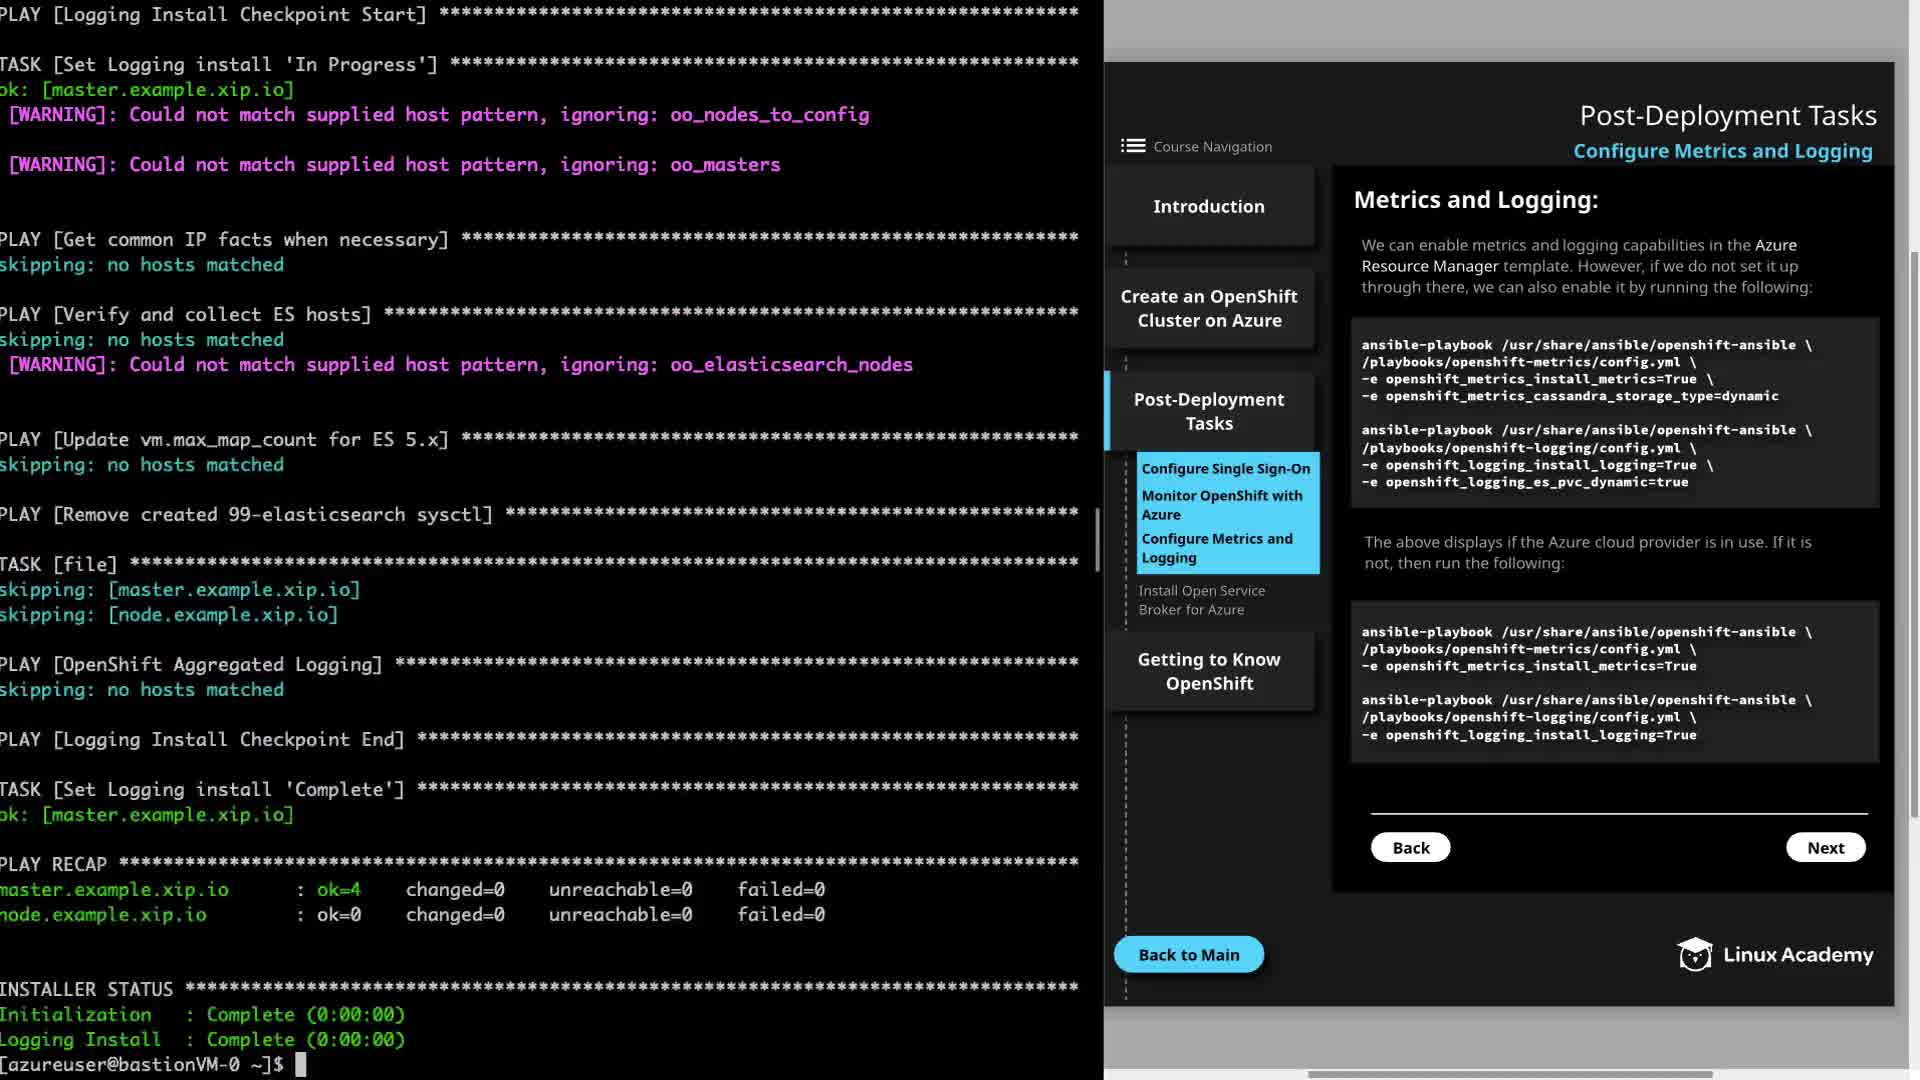 PLAY [Logging Install Checkpoint Start] **********************************************************
TASK [Set Logging install 'In Progress'] *********************************************************
ok: [master.example.xip.io]
[WARNING]: Could not match supplied host pattern, ignoring: oo_nodes_to_config
[WARNING]: Could not match supplied host pattern, ignoring: oo_masters
PLAY [Get common IP facts when necessary] ********************************************************
skipping: no hosts matched
PLAY [Verify and collect ES hosts] ***************************************************************
skipping: no hosts matched
[WARNING]: Could not match supplied host pattern, ignoring: oo_elasticsearch_nodes
PLAY [Update vm.max_map_count for ES 5.x] ********************************************************
skipping: no hosts matched
PLAY [Remove created 99-elasticsearch sysctl] ****************************************************
TASK [file] **************************************************************************************
skipping: [master.example.xip.io]
skipping: [node.example.xip.io]
PLAY [OpenShift Aggregated Logging] **************************************************************
skipping: no hosts matched
PLAY [Logging Install Checkpoint End] ************************************************************
TASK [Set Logging install 'Complete'] ************************************************************
ok: [master.example.xip.io]
PLAY RECAP ***************************************************************************************
master.example.xip.io : ok=4 changed=0 unreachable=0 failed=0
node.example.xip.io : ok=0 changed=0 unreachable=0 failed=0
INSTALLER STATUS *********************************************************************************
Initialization : Complete (0:00:00)
Logging Install : Complete (0:00:00)
[azureuser@bastionVM-0 ~]$
Post-Deployment Tasks
Configure Metrics and Logging
Course Navigation
Introduction
Create an OpenShift
Cluster on Azure
Post-Deployment
Tasks
Configure Single Sign-On
Monitor OpenShift with
Azure
Configure Metrics and
Logging
Install Open Service
Broker for Azure
Getting to Know
OpenShift
Back to Main
Metrics and Logging:
We can enable metrics and logging capabilities in the Azure
Resource Manager template. However, if we do not set it up
through there, we can also enable it by running the following:
ansible-playbook /usr/share/ansible/openshift-ansible \
/playbooks/openshift-metrics/config.yml \
-e openshift_metrics_install_metrics=True \
-e openshift_metrics_cassandra_storage_type=dynamic
ansible-playbook /usr/share/ansible/openshift-ansible \
/playbooks/openshift-logging/config.yml \
-e openshift_logging_install_logging=True \
-e openshift_logging_es_pvc_dynamic=true
The above displays if the Azure cloud provider is in use. If it is
not, then run the following:
ansible-playbook /usr/share/ansible/openshift-ansible \
/playbooks/openshift-metrics/config.yml \
-e openshift_metrics_install_metrics=True
ansible-playbook /usr/share/ansible/openshift-ansible \
/playbooks/openshift-logging/config.yml \
-e openshift_logging_install_logging=True
Back
Next
Linux Academy